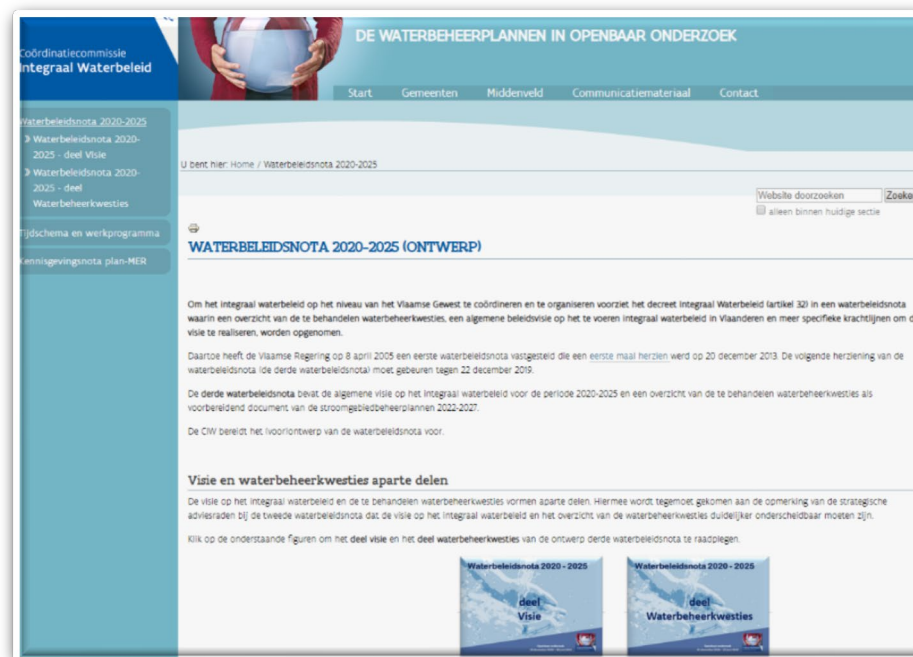 Coördinatiecommissie
Integraal Waterbeleid
DE WATERBEHEERPLANNEN IN OPENBAAR ONDERZOEK
Start Gemeenten Middenveld Communicatiemateriaal Contact
Waterbeleidsnota 2020-2025
Waterbeleidsnota 2020-
2025 - deel Visie
Waterbeleidsnota 2020-
2025 - deel
Waterbeheerkwesties
Tijdschema en werkprogramma
Kennisgevingsnota plan-MER
U bent hier: Home / Waterbeleidsnota 2020-2025
Website doorzoeken Zoeken
alleen binnen huidige sectie
WATERBELEIDSNOTA 2020-2025 (ONTWERP)
Om het integraal waterbeleid op het niveau van het Vlaamse Gewest te coördineren en te organiseren voorziet het decreet Integraal Waterbeleid (artikel 32) in een waterbeleidsnota
waarin een overzicht van de te behandelen waterbeheerkwesties, een algemene beleidsvisie op het te voeren integraal waterbeleid in Vlaanderen en meer specifieke krachtlijnen om d
visie te realiseren, worden opgenomen.
Daartoe heeft de Vlaamse Regering op 8 april 2005 een eerste waterbeleidsnota vastgesteld die een eerste maal herzien werd op 20 december 2013. De volgende herziening van de
waterbeleidsnota (de derde waterbeleidsnota) moet gebeuren tegen 22 december 2019.
De derde waterbeleidsnota bevat de algemene visie op het integraal waterbeleid voor de periode 2020-2025 en een overzicht van de te behandelen waterbeheerkwesties als
voorbereidend document van de stroomgebiedbeheerplannen 2022-2027.
De CIW bereidt het (voor)ontwerp van de waterbeleidsnota voor.
Visie en waterbeheerkwesties aparte delen
De visie op het integraal waterbeleid en de te behandelen waterbeheerkwesties vormen aparte delen. Hiermee wordt tegemoet gekomen aan de opmerking van de strategische
adviesraden bij de tweede waterbeleidsnota dat de visie op het integraal waterbeleid en het overzicht van de waterbeheerkwesties duidelijker onderscheidbaar moeten zijn.
Klik op de onderstaande figuren om het deel visie en het deel waterbeheerkwesties van de ontwerp derde waterbeleidsnota te raadplegen.
Waterbeleidsnota 2020 - 2025
deel
Visie
Waterbeleidsnota 2020 - 2025
deel
Waterbeheerkwesties